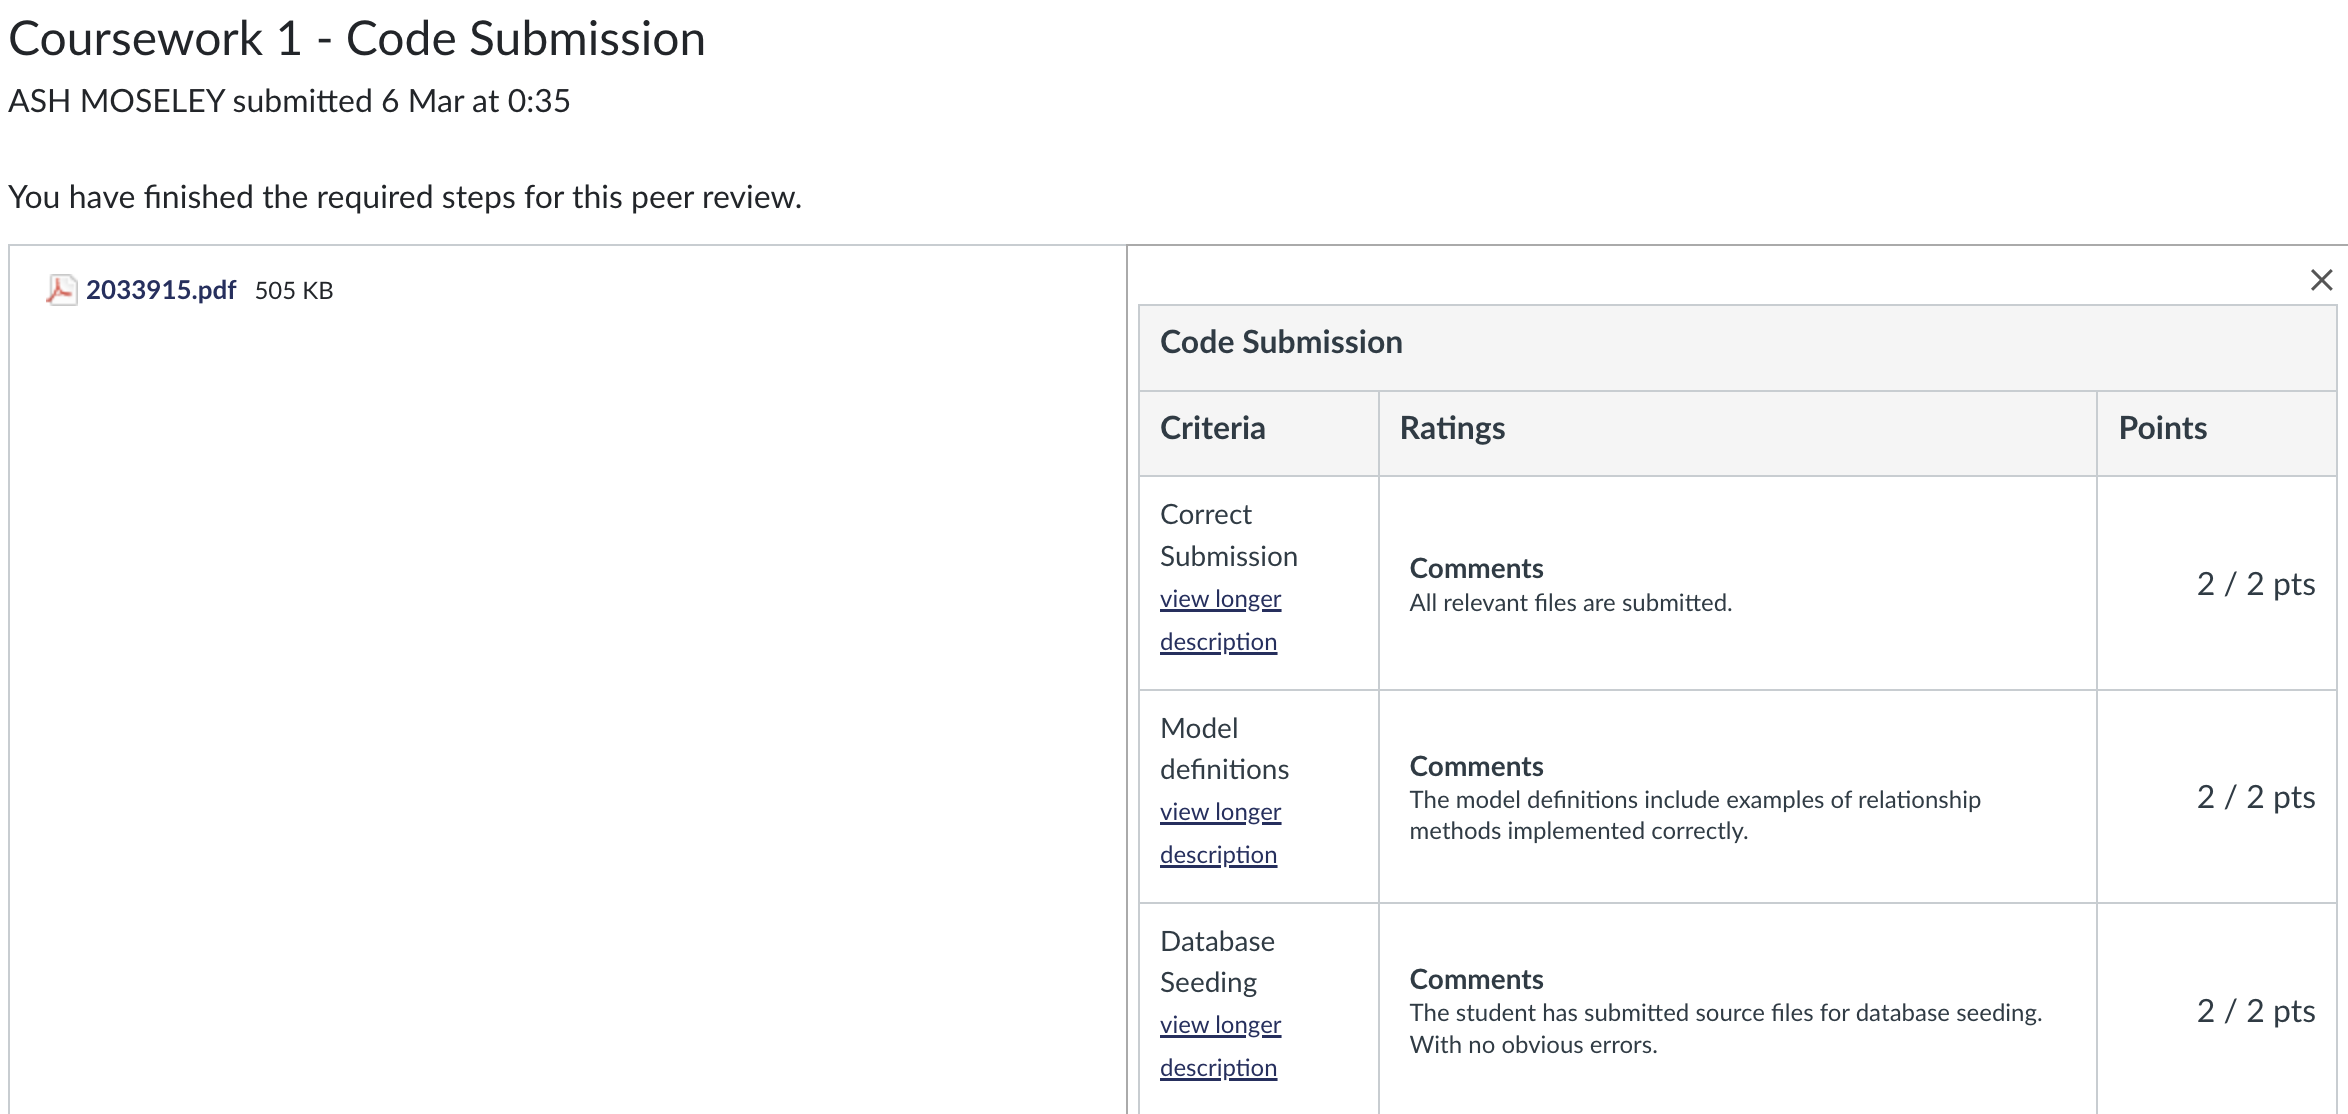 Coursework 1 - Code Submission
ASH MOSELEY submitted 6 Mar at 0:35
You have finished the required steps for this peer review.
2033915.pdf 505 KB
Code Submission
Criteria Ratings Points
Correct
Submission
view longer
description
Comments
All relevant files are submitted.
2 / 2 pts
Model
definitions
view longer
description
Comments
The model definitions include examples of relationship
methods implemented correctly.
2 / 2 pts
Database
Seeding
view longer
description
Comments
The student has submitted source files for database seeding.
With no obvious errors.
2 / 2 pts